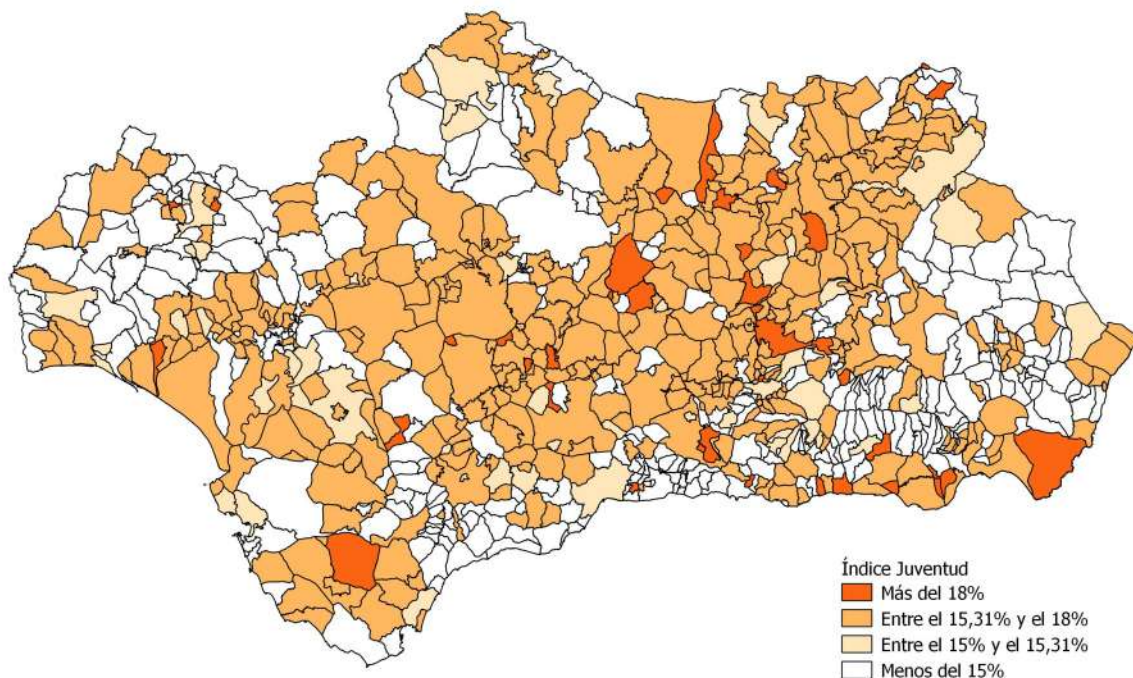 Índice Juventud
Más del 18%
Entre el 15,31% y el 18%
Entre el 15% y el 15,31%
Menos del 15%